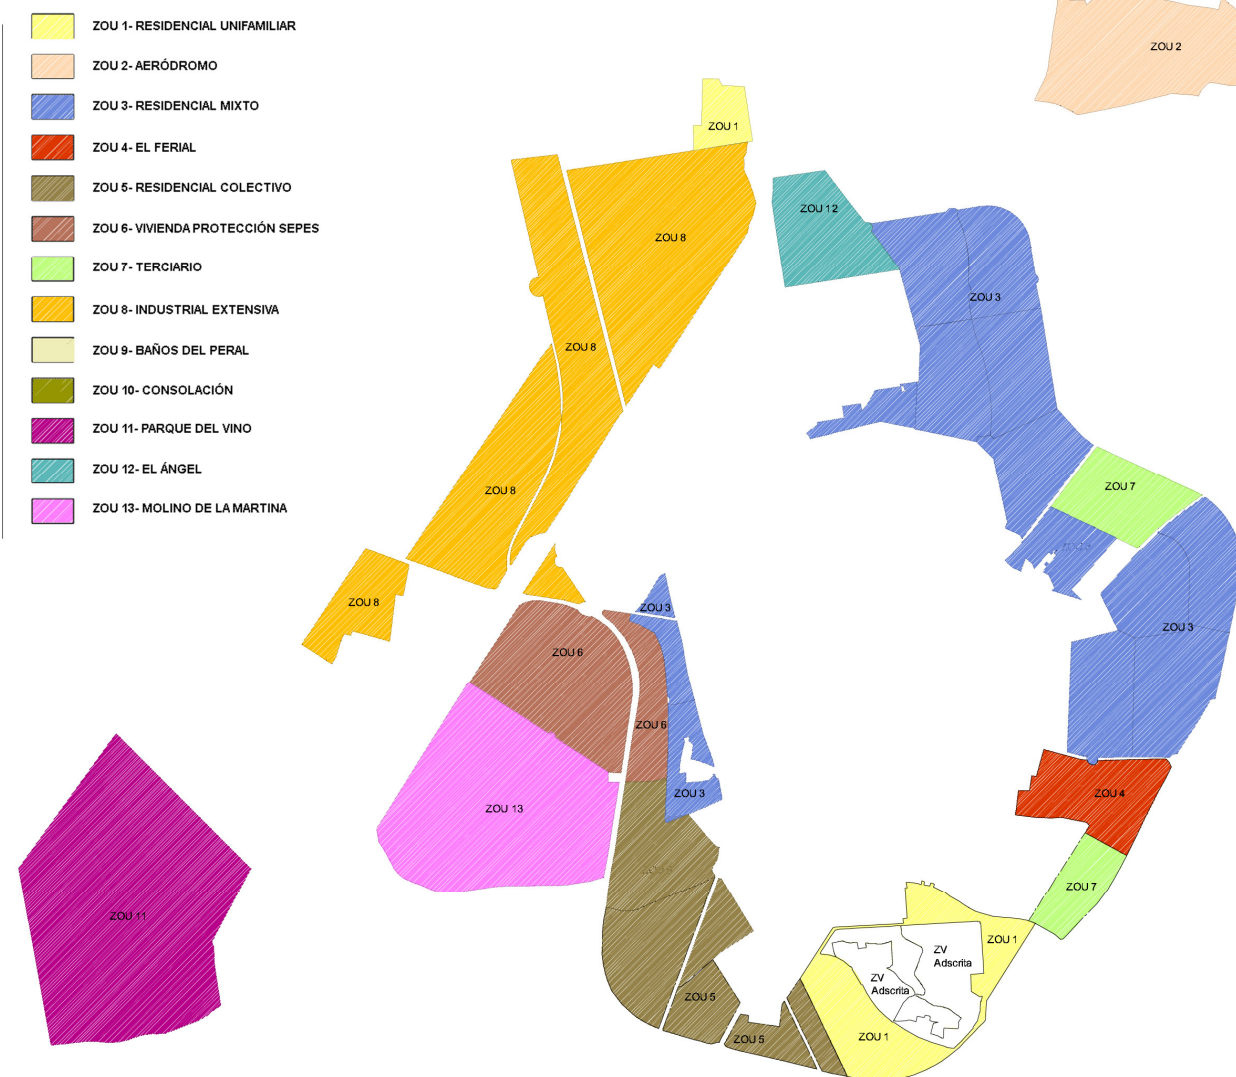 ZOU 1- RESIDENCIAL UNIFAMILIAR
ZOU 2- AERÓDROMO
ZOU 3- RESIDENCIAL MIXTO
ZOU 4- EL FERIAL
ZOU 5- RESIDENCIAL COLECTIVO
ZOU 6- VIVIENDA PROTECCIÓN SEPES
ZOU 7- TERCIARIO
ZOU 8- INDUSTRIAL EXTENSIVA
ZOU 9- BAÑOS DEL PERAL
ZOU 10- CONSOLACIÓN
ZOU 11- PARQUE DEL VINO
ZOU 12- EL ÁNGEL
ZOU 13- MOLINO DE LA MARTINA
ZOU 2
ZOU 1
ZOU 12
ZOU 8
ZOU 3
ZOU 8
ZOU 7
ZOU 8
ZOU 8
ZOU 3
ZOU 3
ZOU 6
ZOU 6
ZOU 3
ZOU 4
ZOU 13
ZOU 7
ZOU 11
ZOU 1
ZV
Adscrita
ZV
Adscrita
ZOU 5
ZOU 1
ZOU 5